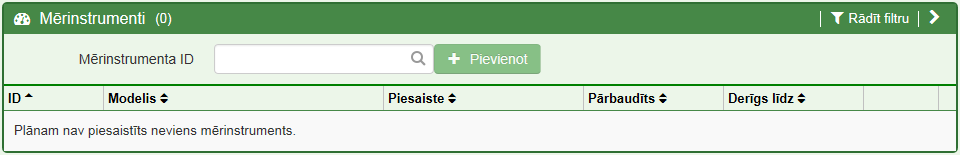 Mērinstrumenti (0) Rādīt filtru
Mērinstrumenta ID Pievienot
ID Modelis Piesaiste Pārbaudīts Derīgs līdz
Plānam nav piesaistīts neviens mērinstruments.